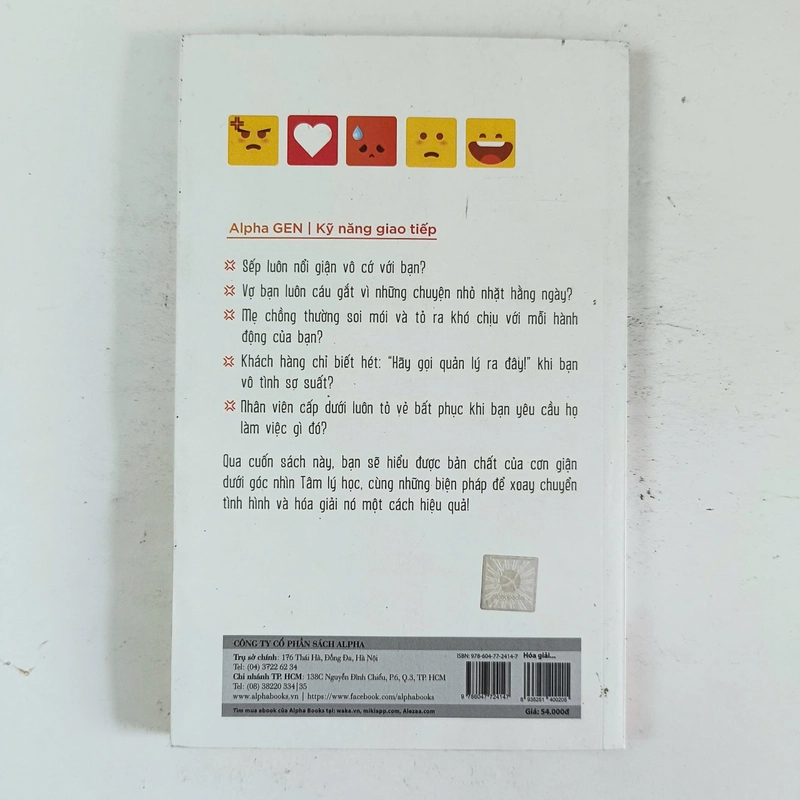 Alpha GEN | Kỹ năng giao tiếp
Sếp luôn nổi giận vô cớ với bạn?
Vợ bạn luôn cáu gắt vì những chuyện nhỏ nhặt hằng ngày?
Mẹ chồng thường soi mói và tỏ ra khó chịu với mỗi hành
động của bạn?
Khách hàng chỉ biết hét: "Hãy gọi quản lý ra đây!" khi bạn
vô tình sơ suất?
Nhân viên cấp dưới luôn tỏ vẻ bất phục khi bạn yêu cầu họ
làm việc gì đó?
Qua cuốn sách này, bạn sẽ hiểu được bản chất của cơn giận
dưới góc nhìn Tâm lý học, cùng những biện pháp để xoay chuyển
tình hình và hóa giải nó một cách hiệu quả!
CÔNG TY CỔ PHẦN SÁCH ALPHA
Trụ sở chính: 176 Thái Hà, Đống Đa, Hà Nội
Tel: (04) 3722 62 34
Chi nhánh TP. HCM: 138C Nguyễn Đình Chiểu, P.6, Q.3, TP. HCM
Tel: (08) 38220 334 | 35
www.alphabooks.vn | https://www.facebook.com/alphabooks
Tìm mua ebook của Alpha Books tại: waka.vn, mikiapp.com, Alezaa.com
ISBN: 978-604-77-2414-7 Hóa giải...
9 786047 724147
8 935251 400205
Giá: 54.000đ